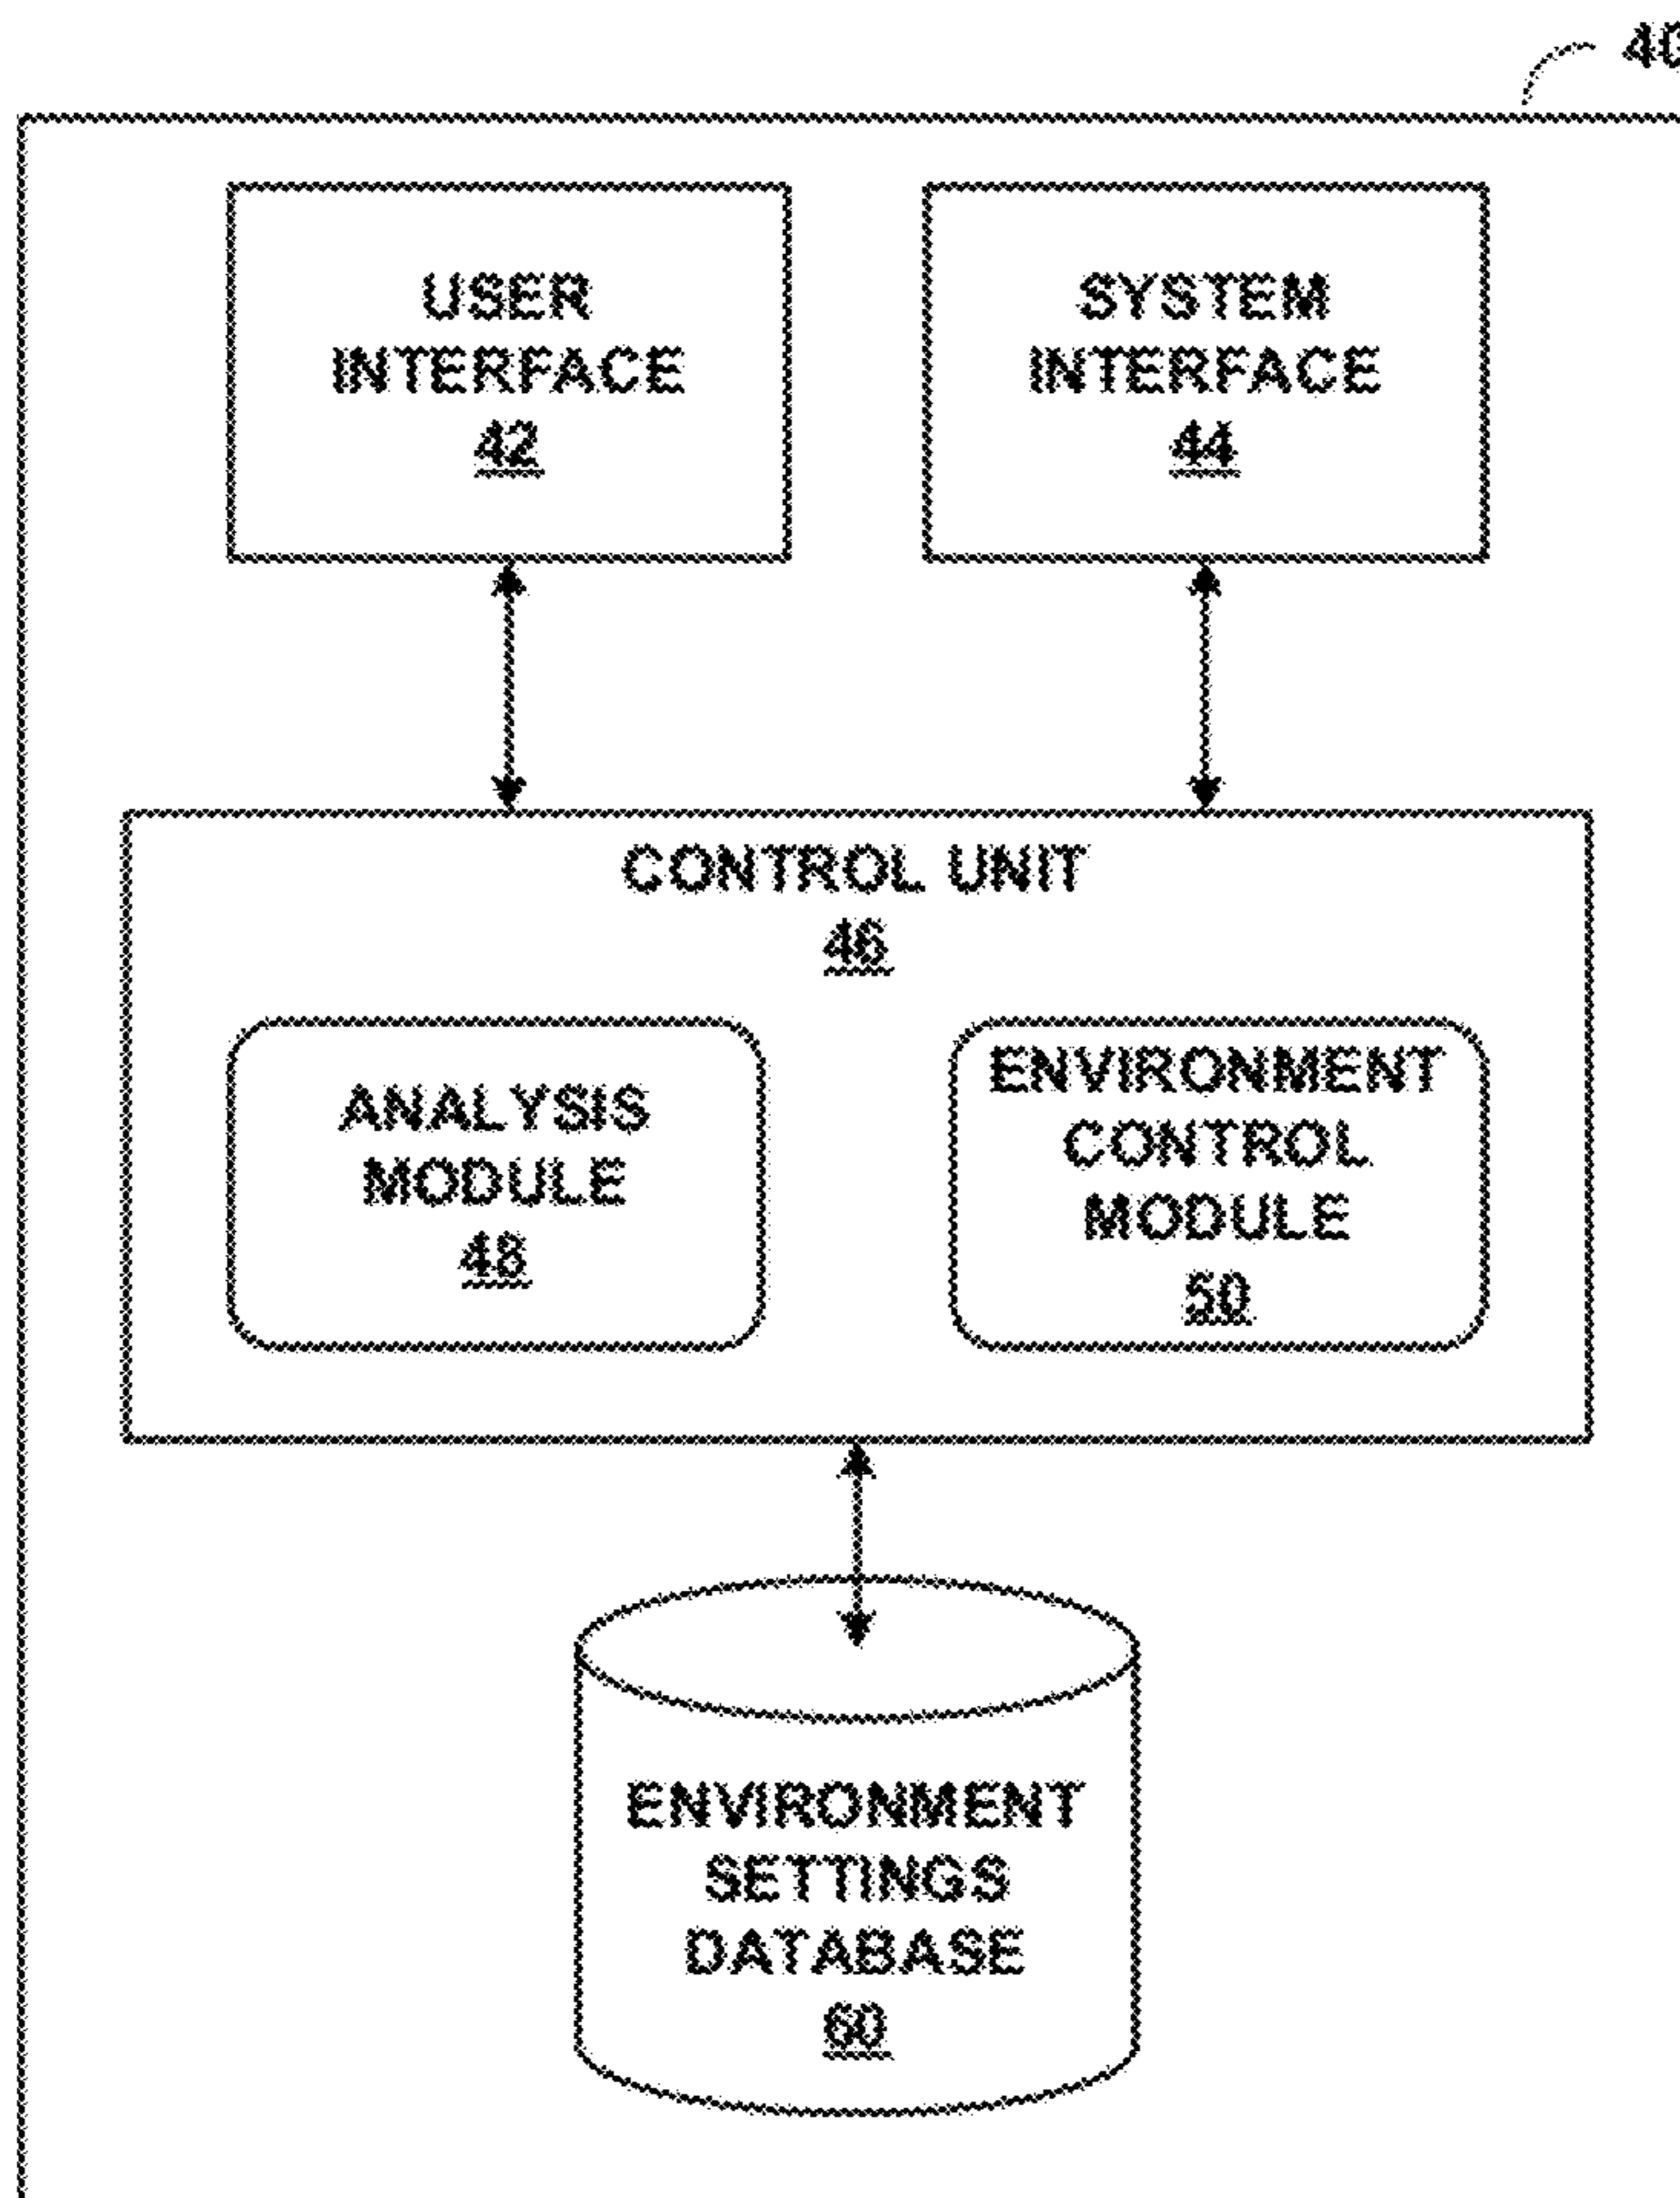 40
USER
INTERFACE
42
SYSTEM
INTERFACE
44
CONTROL UNIT
46
ANALYSIS
MODULE
48
ENVIRONMENT
CONTROL
MODULE
50
ENVIRONMENT
SETTINGS
DATABASE
60